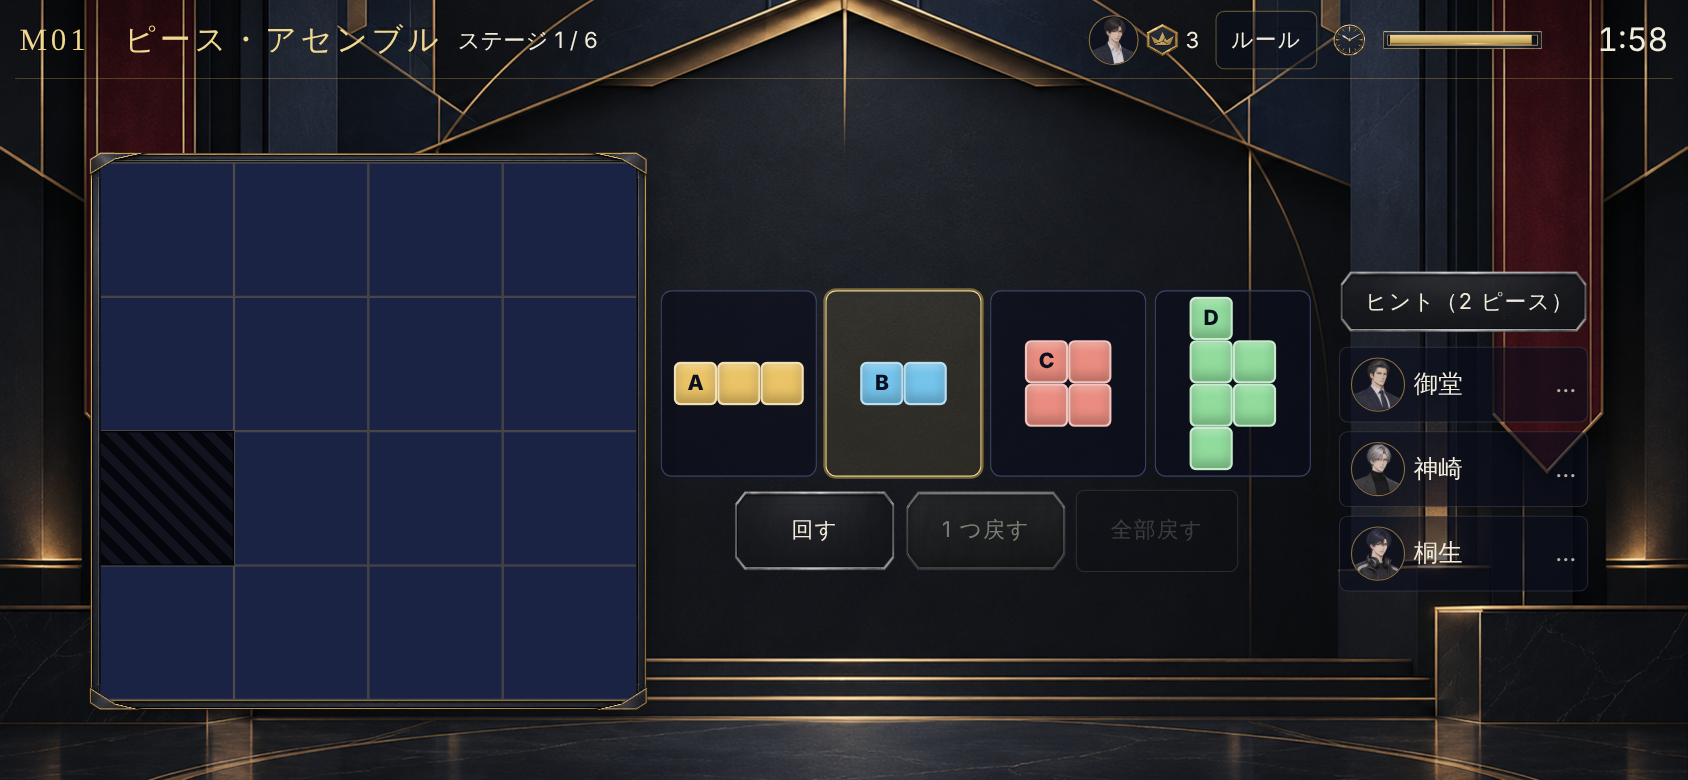 M01 ピース・アセンブル ステージ 1 / 6
3 ルール 1:58
A
B
C
D
回す
1 つ戻す
全部戻す
ヒント（2 ピース）
御堂 ...
神崎 ...
桐生 ...